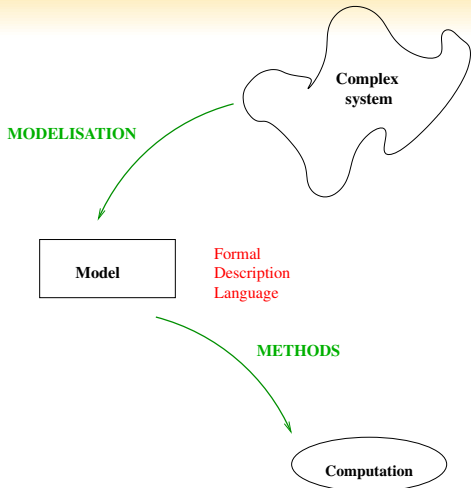 Complex
system
MODELISATION
Model
Formal
Description
Language
METHODS
Computation